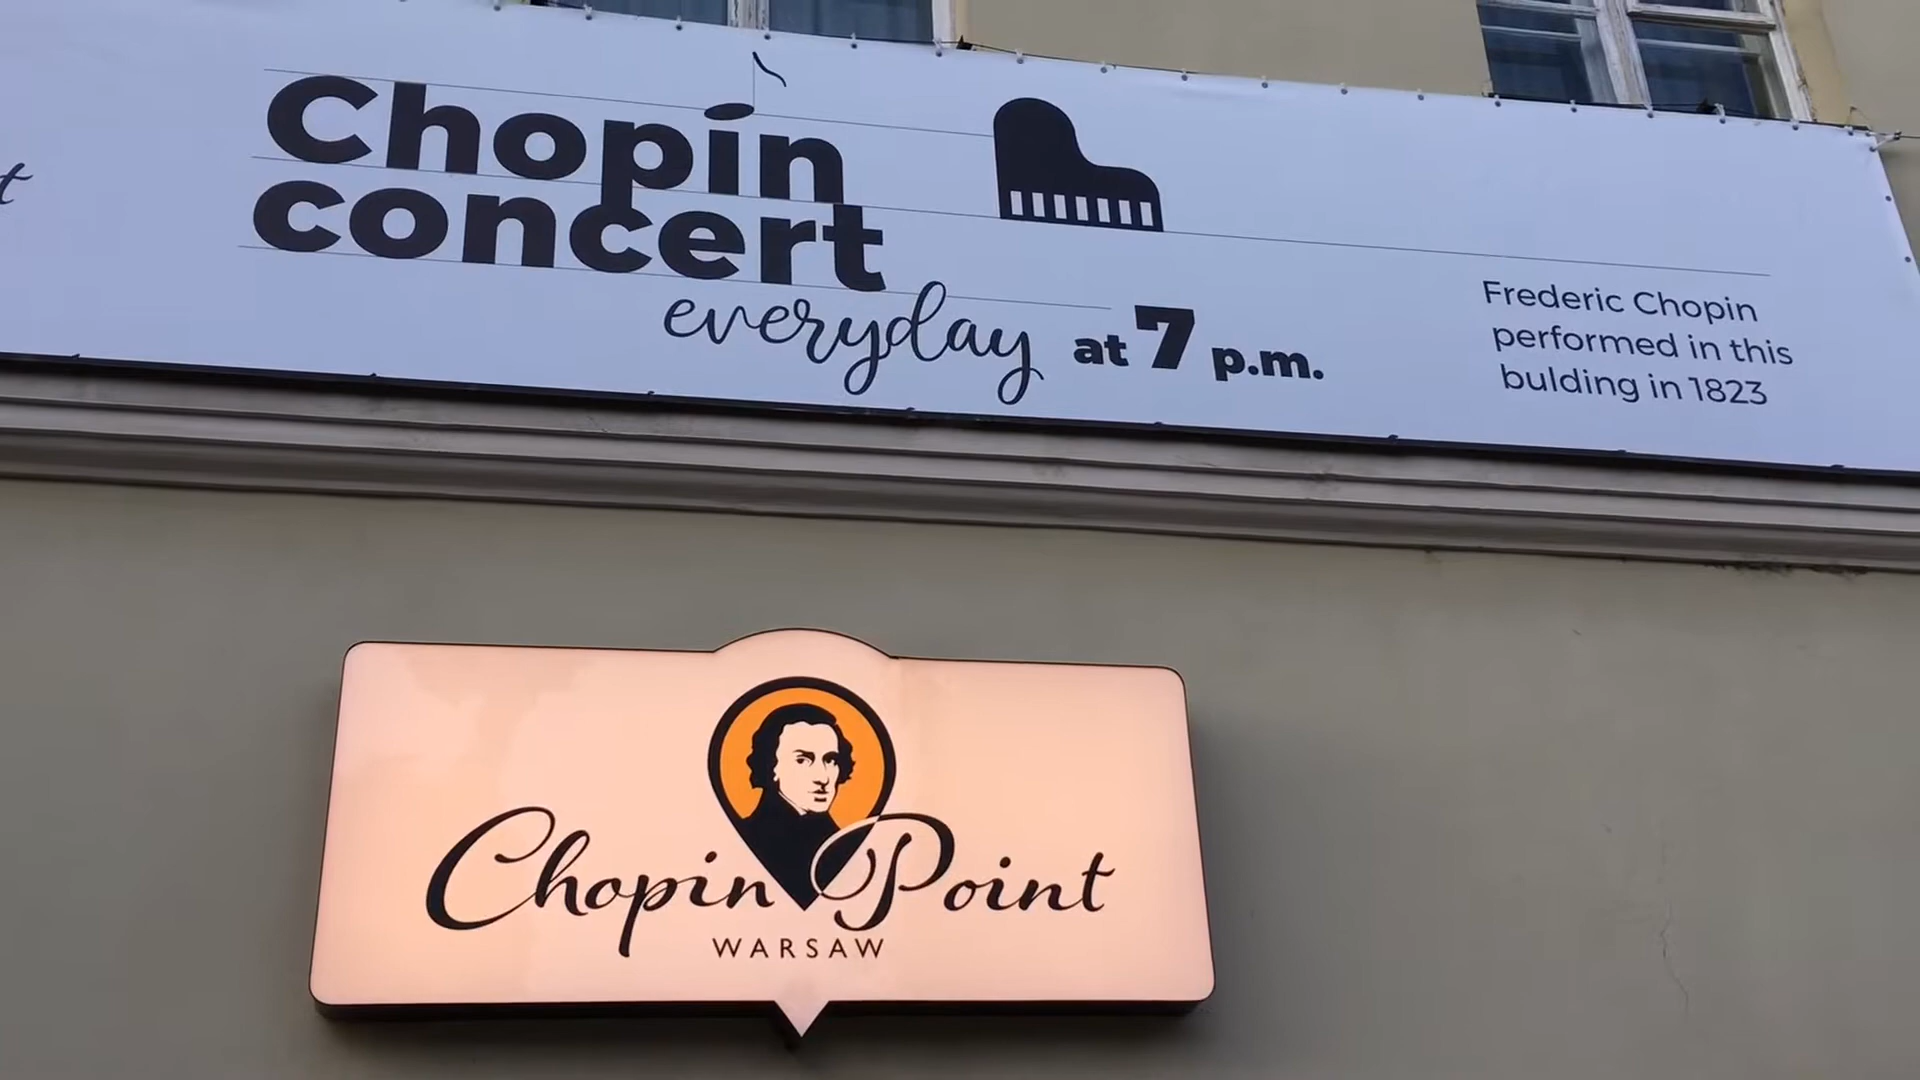 Chopin
concert
everyday at 7 p.m.
Frederic Chopin
performed in this
bulding in 1823
Chopin Point
WARSAW